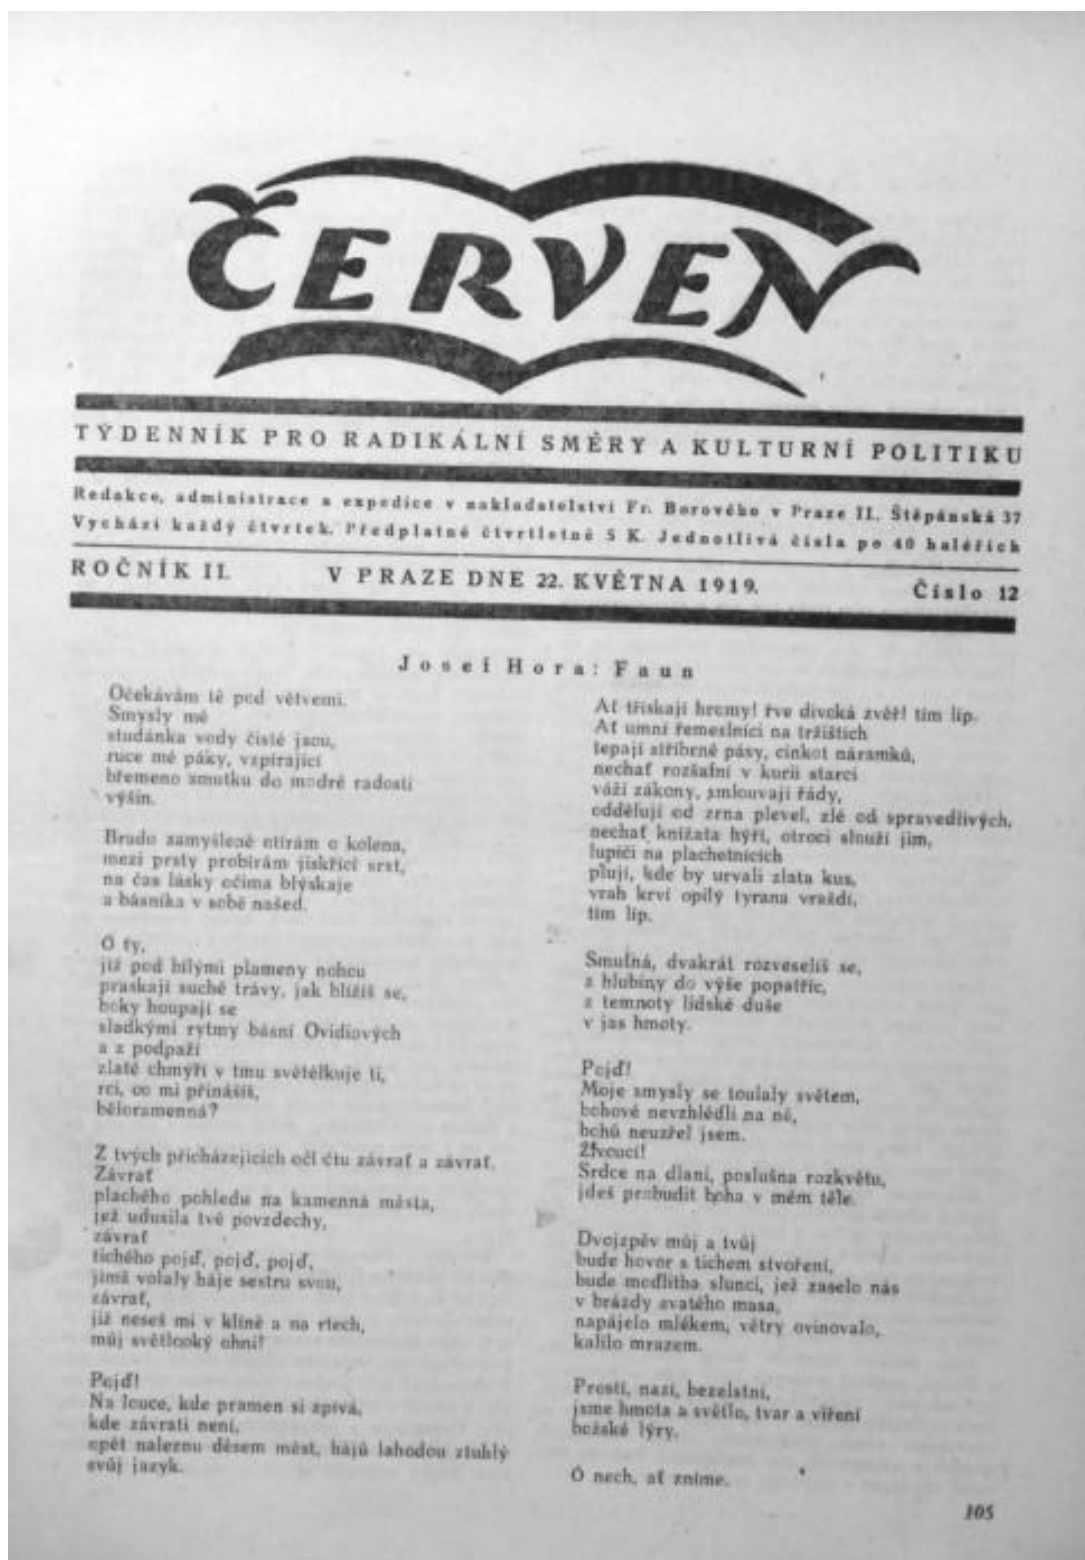 ČERVEN
TÝDENNÍK PRO RADIKÁLNÍ SMĚRY A KULTURNÍ POLITIKU
Redakce, administrace a expedice v nakladatelství Fr. Borového v Praze II. Štěpánská 37
Vychází každý čtvrtek. Předplatné čtvrtletně 5 K. Jednotlivá čísla po 40 haléřích
ROČNÍK II. V PRAZE DNE 22. KVĚTNA 1919. Číslo 12
Josef Hora: Faun
Očekávám tě pod větvemi.
Smysly mé
studánka vody čisté jsou,
ruce mé páky, vzpírající
břemeno smutku do modré radosti
výšin.
Bradu zamyšleně otírám o kolena,
mezi prsty probírám jiskřící srst,
na čas lásky očima blýskaje
a básníka v sobě našed.
Ó ty,
jíž pod bílými plameny nohou
praskají suché trávy, jak blížíš se,
boky houpají se
sladkými rytmy básní Ovidiových
a z podpaží
zlaté chmýří v tmu světélkuje ti,
rci, co mi přinášíš,
běloramenná?
Z tvých přicházejících očí čtu závrať a závrať.
Závrať
plachého pohledu na kamenná města,
jež udusila tvé povzdechy,
závrať
tichého pojď, pojď, pojď,
jímž volaly háje sestru svou,
závrať,
již neseš mi v klíně a na rtech,
můj světlooký ohni!
Pojď!
Na louce, kde pramen si zpívá,
kde závrati není,
opět naleznu děsem měst, hájů lahodou ztuhlý
svůj jazyk.
Ať třískají hromy! řve divoká zvěř! tím líp.
Ať umní řemeslníci na tržištích
tepají stříbrné pásy, cinkot náramků,
nechať rozšafní v kurii starci
váží zákony, smlouvají řády,
oddělují od zrna plevel, zlé od spravedlivých,
nechať knížata hýří, otroci slouží jim,
lupiči na plachetnicích
plují, kde by urvali zlata kus,
vrah krví opilý tyrana vraždí,
tím líp.
Smutná, dvakrát rozveselíš se,
z hlubiny do výše popatříc,
z temnoty lidské duše
v jas hmoty.
Pojď!
Moje smysly se toulaly světem,
bohové nevzhlédli na ně,
bohů neuzřel jsem.
Živoucí!
Srdce na dlani, poslušna rozkvětu,
jdeš probudit boha v mém těle.
Dvojzpěv můj a tvůj
bude hovor s tichem stvoření,
bude modlitba slunci, jež zaselo nás
v brázdy svatého masa,
napájelo mlékem, větry ovinovalo,
kalilo mrazem.
Prostí, nazí, bezelstní,
jsme hmota a světlo, tvar a víření
božské lýry.
Ó nech, ať zníme.
105